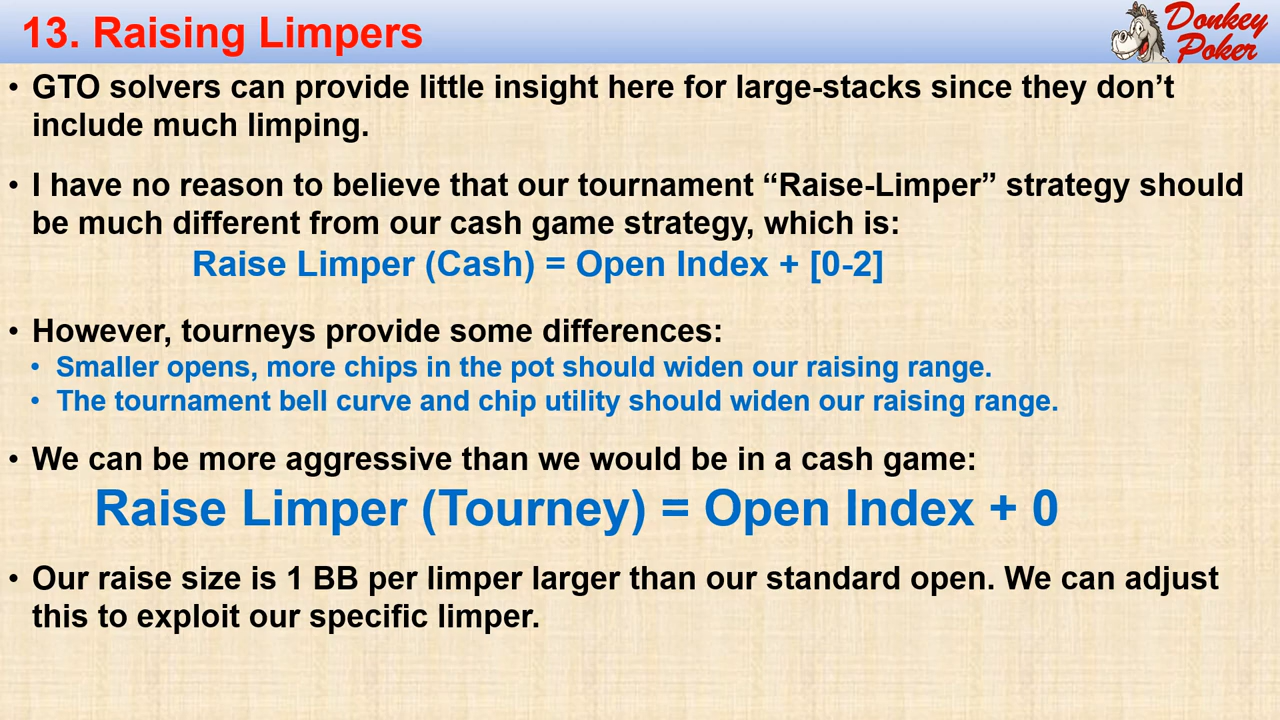 13. Raising Limpers
Donkey
Poker
• GTO solvers can provide little insight here for large-stacks since they don’t
include much limping.
• I have no reason to believe that our tournament “Raise-Limper” strategy should
be much different from our cash game strategy, which is:
Raise Limper (Cash) = Open Index + [0-2]
• However, tourneys provide some differences:
• Smaller opens, more chips in the pot should widen our raising range.
• The tournament bell curve and chip utility should widen our raising range.
• We can be more aggressive than we would be in a cash game:
Raise Limper (Tourney) = Open Index + 0
• Our raise size is 1 BB per limper larger than our standard open. We can adjust
this to exploit our specific limper.